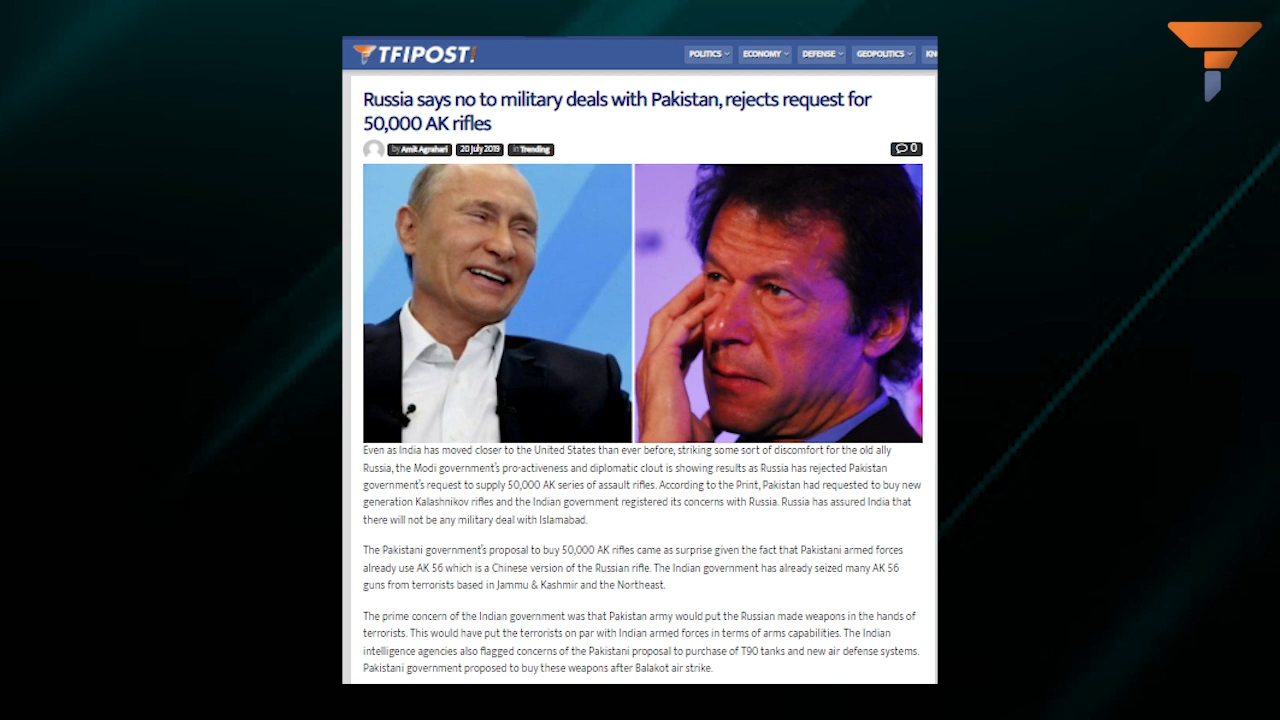 TFIPOST!
POLITICS ECONOMY DEFENSE GEOPOLITICS KN
Russia says no to military deals with Pakistan, rejects request for
50,000 AK rifles
by Amit Agrahari 20 July 2019 in Trending 0
Even as India has moved closer to the United States than ever before, striking some sort of discomfort for the old ally
Russia, the Modi government's pro-activeness and diplomatic clout is showing results as Russia has rejected Pakistan
government's request to supply 50,000 AK series of assault rifles. According to the Print, Pakistan had requested to buy new
generation Kalashnikov rifles and the Indian government registered its concerns with Russia. Russia has assured India that
there will not be any military deal with Islamabad.
The Pakistani government's proposal to buy 50,000 AK rifles came as surprise given the fact that Pakistani armed forces
already use AK 56 which is a Chinese version of the Russian rifle. The Indian government has already seized many AK 56
guns from terrorists based in Jammu & Kashmir and the Northeast.
The prime concern of the Indian government was that Pakistan army would put the Russian made weapons in the hands of
terrorists. This would have put the terrorists on par with Indian armed forces in terms of arms capabilities. The Indian
intelligence agencies also flagged concerns of the Pakistani proposal to purchase of T90 tanks and new air defense systems.
Pakistani government proposed to buy these weapons after Balakot air strike.